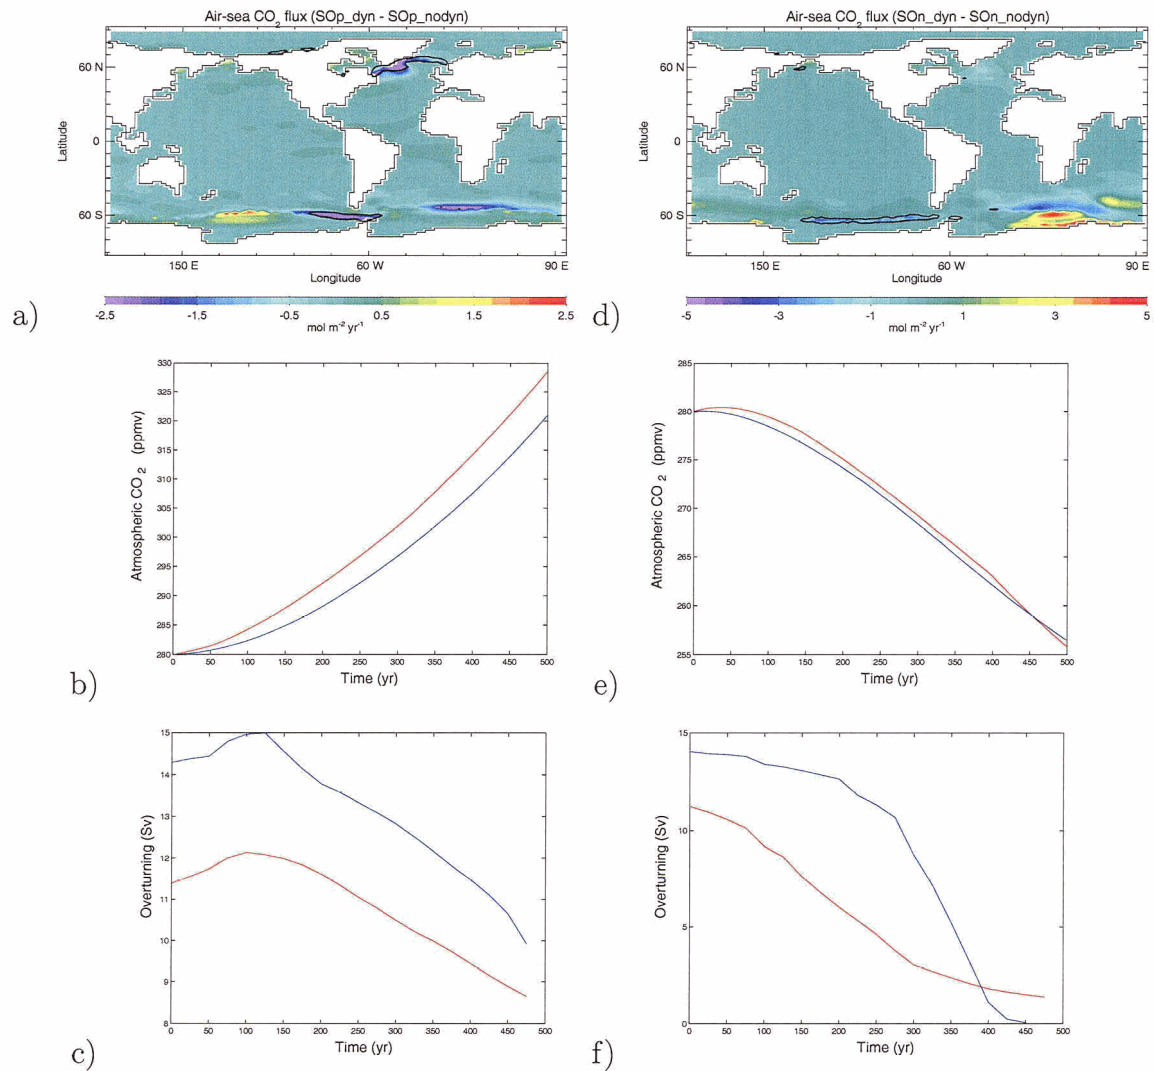 Air-sea CO2 flux (SOp_dyn - SOp_nodyn)
60 N
0
60 S
Latitude
150 E
60 W
90 E
Longitude
-2.5
-1.5
-0.5
0.5
1.5
2.5
mol m-2 yr-1
a)
Air-sea CO2 flux (SOn_dyn - SOn_nodyn)
60 N
0
60 S
Latitude
150 E
60 W
90 E
Longitude
-5
-3
-1
1
3
5
mol m-2 yr-1
d)
330
325
320
315
310
305
300
295
290
285
280
Atmospheric CO2 (ppmv)
0
50
100
150
200
250
300
350
400
450
500
Time (yr)
b)
285
280
275
270
265
260
255
Atmospheric CO2 (ppmv)
0
50
100
150
200
250
300
350
400
450
500
Time (yr)
e)
15
14
13
12
11
10
9
8
Overturning (Sv)
0
50
100
150
200
250
300
350
400
450
500
Time (yr)
c)
15
10
5
0
Overturning (Sv)
0
50
100
150
200
250
300
350
400
450
500
Time (yr)
f)